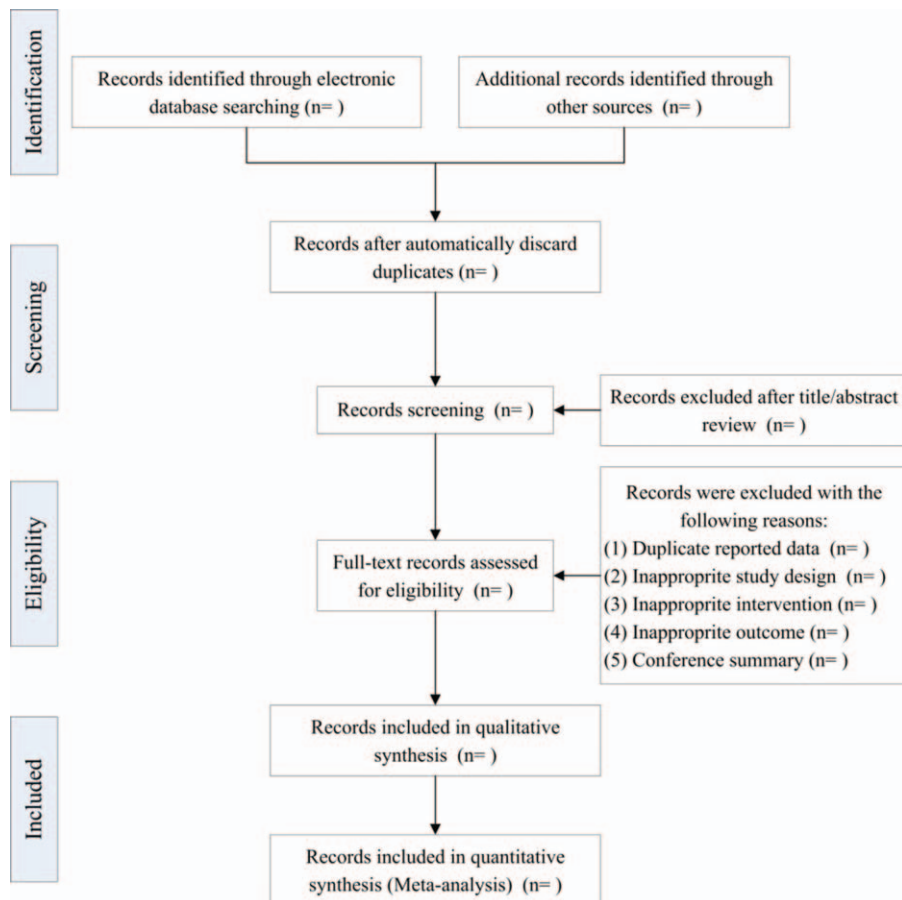 Identification
Records identified through electronic
database searching (n= )
Additional records identified through
other sources (n= )
Screening
Records after automatically discard
duplicates (n= )
Records screening (n= )
Records excluded after title/abstract
review (n= )
Eligibility
Full-text records assessed
for eligibility (n= )
Records were excluded with the
following reasons:
(1) Duplicate reported data (n= )
(2) Inapproprite study design (n= )
(3) Inapproprite intervention (n= )
(4) Inapproprite outcome (n= )
(5) Conference summary (n= )
Included
Records included in qualitative
synthesis (n= )
Records included in quantitative
synthesis (Meta-analysis) (n= )